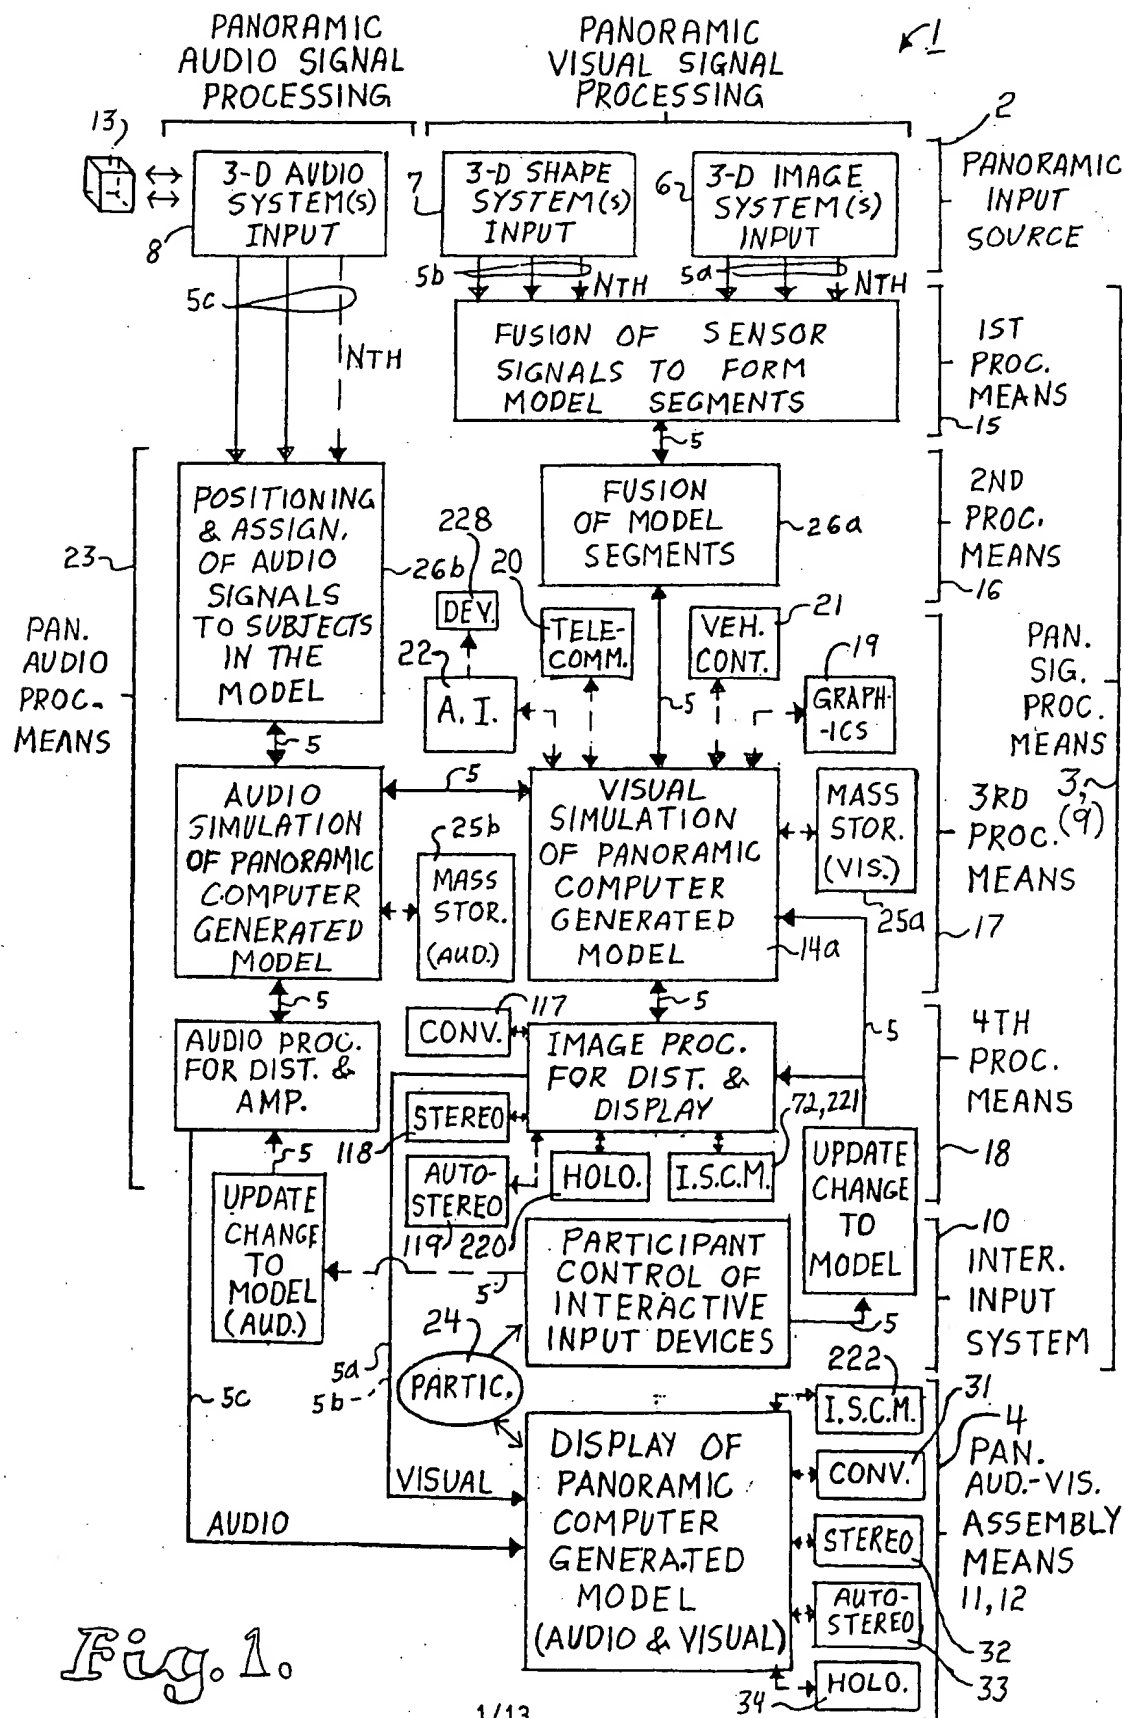 PANORAMIC
AUDIO SIGNAL
PROCESSING
PANORAMIC
VISUAL SIGNAL
PROCESSING
1
13
2
3-D AUDIO
SYSTEM(S)
INPUT
8
7
3-D SHAPE
SYSTEM(S)
INPUT
6
3-D IMAGE
SYSTEM(S)
INPUT
PANORAMIC
INPUT
SOURCE
5c
NTH
5b
NTH
5a
NTH
FUSION OF SENSOR
SIGNALS TO FORM
MODEL SEGMENTS
1ST
PROC.
MEANS
15
5
POSITIONING
& ASSIGN.
OF AUDIO
SIGNALS
TO SUBJECTS
IN THE
MODEL
26b
FUSION
OF MODEL
SEGMENTS
26a
2ND
PROC.
MEANS
16
23
PAN.
AUDIO
PROC.
MEANS
228
DEV.
20
TELE-
COMM.
21
VEH.
CONT.
22
A.I.
19
GRAPH-
-ICS
5
PAN.
SIG.
PROC.
MEANS
3,
(9)
5
AUDIO
SIMULATION
OF PANORAMIC
COMPUTER
GENERATED
MODEL
5
25b
MASS
STOR.
(AUD.)
VISUAL
SIMULATION
OF PANORAMIC
COMPUTER
GENERATED
MODEL
14a
MASS
STOR.
(VIS.)
25a
3RD
PROC.
MEANS
17
5
5
5
AUDIO PROC.
FOR DIST. &
AMP.
117
CONV.
STEREO
118
AUTO-
STEREO
119
IMAGE PROC.
FOR DIST. &
DISPLAY
HOLO.
220
I.S.C.M.
72,221
4TH
PROC.
MEANS
18
5
UPDATE
CHANGE
TO
MODEL
(AUD.)
UPDATE
CHANGE
TO
MODEL
5
PARTICIPANT
CONTROL OF
INTERACTIVE
INPUT DEVICES
5
10
INTER.
INPUT
SYSTEM
24
PARTIC.
5a
5b
5c
VISUAL
AUDIO
DISPLAY OF
PANORAMIC
COMPUTER
GENERATED
MODEL
(AUDIO & VISUAL)
222
I.S.C.M.
31
CONV.
STEREO
32
AUTO-
STEREO
33
HOLO.
34
4
PAN.
AUD.-VIS.
ASSEMBLY
MEANS
11,12
Fig. 1.
1/13